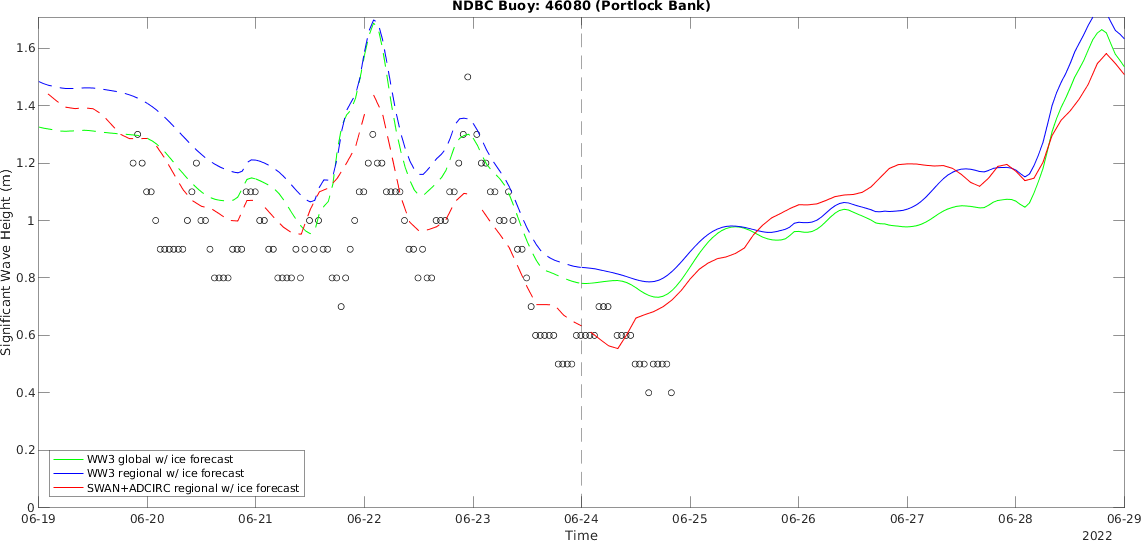 NDBC Buoy: 46080 (Portlock Bank)
Significant Wave Height (m)
1.6
1.4
1.2
1
0.8
0.6
0.4
0.2
0
WW3 global w/ ice forecast
WW3 regional w/ ice forecast
SWAN+ADCIRC regional w/ ice forecast
06-19 06-20 06-21 06-22 06-23 06-24 06-25 06-26 06-27 06-28 06-29
Time
2022